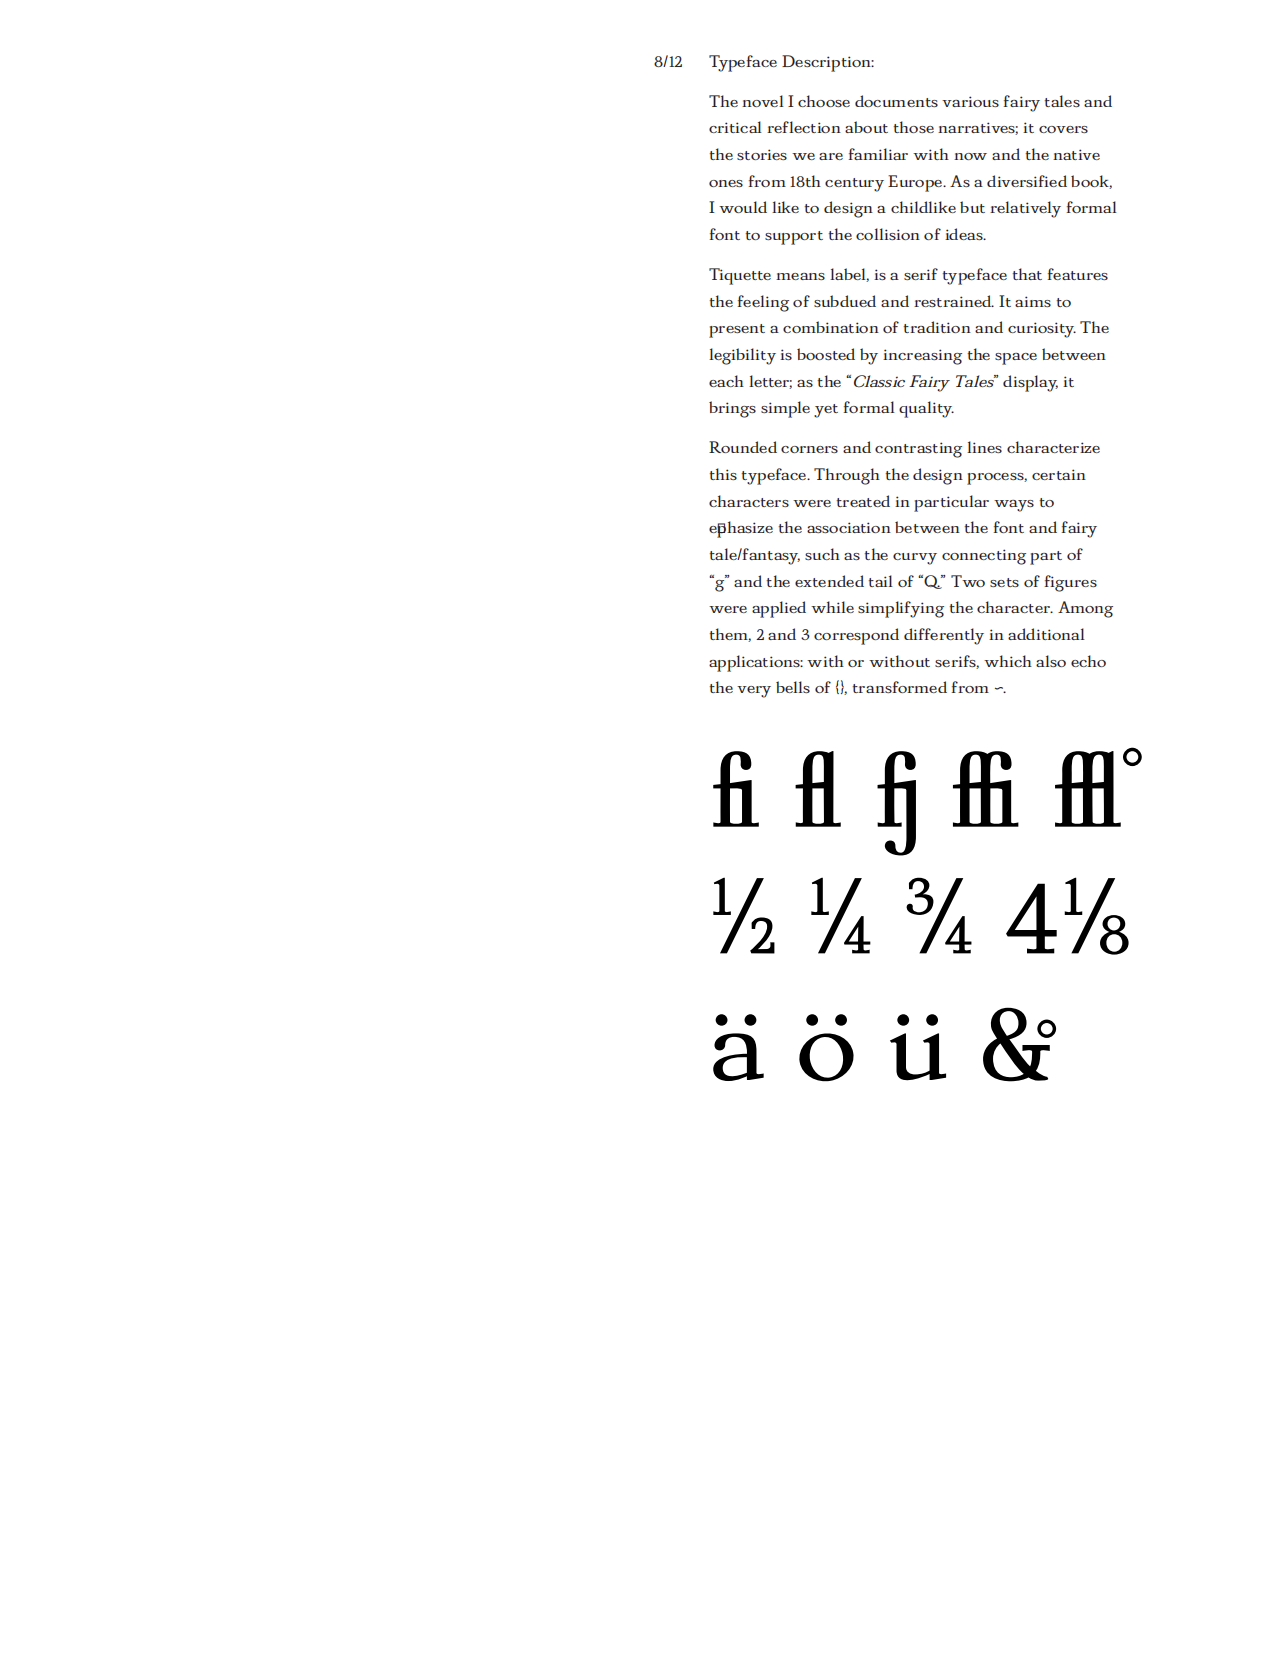 8/12 Typeface Description:
The novel I choose documents various fairy tales and
critical reflection about those narratives; it covers
the stories we are familiar with now and the native
ones from 18th century Europe. As a diversified book,
I would like to design a childlike but relatively formal
font to support the collision of ideas.
Tiquette means label, is a serif typeface that features
the feeling of subdued and restrained. It aims to
present a combination of tradition and curiosity. The
legibility is boosted by increasing the space between
each letter; as the “Classic Fairy Tales” display, it
brings simple yet formal quality.
Rounded corners and contrasting lines characterize
this typeface. Through the design process, certain
characters were treated in particular ways to
ephasize the association between the font and fairy
tale/fantasy, such as the curvy connecting part of
“g” and the extended tail of “Q.” Two sets of figures
were applied while simplifying the character. Among
them, 2 and 3 correspond differently in additional
applications: with or without serifs, which also echo
the very bells of {}, transformed from ~.
fi fl fj ffi ffl°
½ ¼ ¾ 4⅛
ä ö ü &°